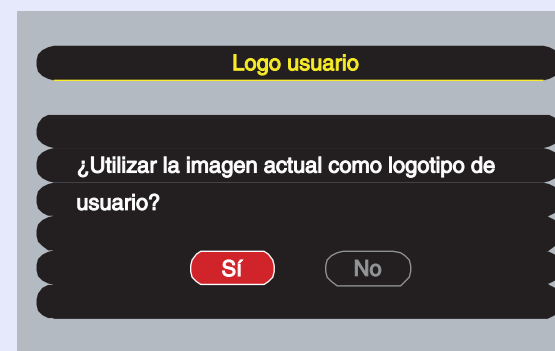 Logo usuario
¿Utilizar la imagen actual como logotipo de
usuario?
Sí No